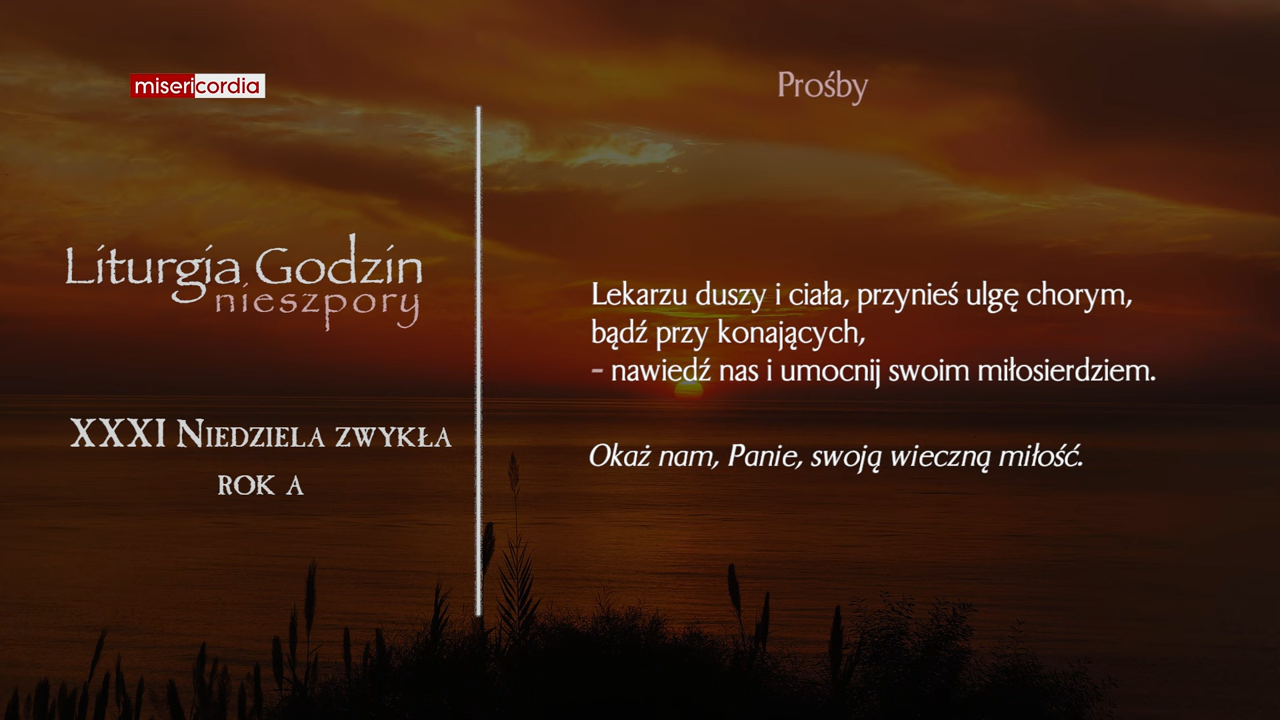 misericordia
Prośby
Liturgia Godzin
nieszpory
XXXI Niedziela zwykła
rok A
Lekarzu duszy i ciała, przynieś ulgę chorym,
bądź przy konających,
- nawiedź nas i umocnij swoim miłosierdziem.
Okaż nam, Panie, swoją wieczną miłość.